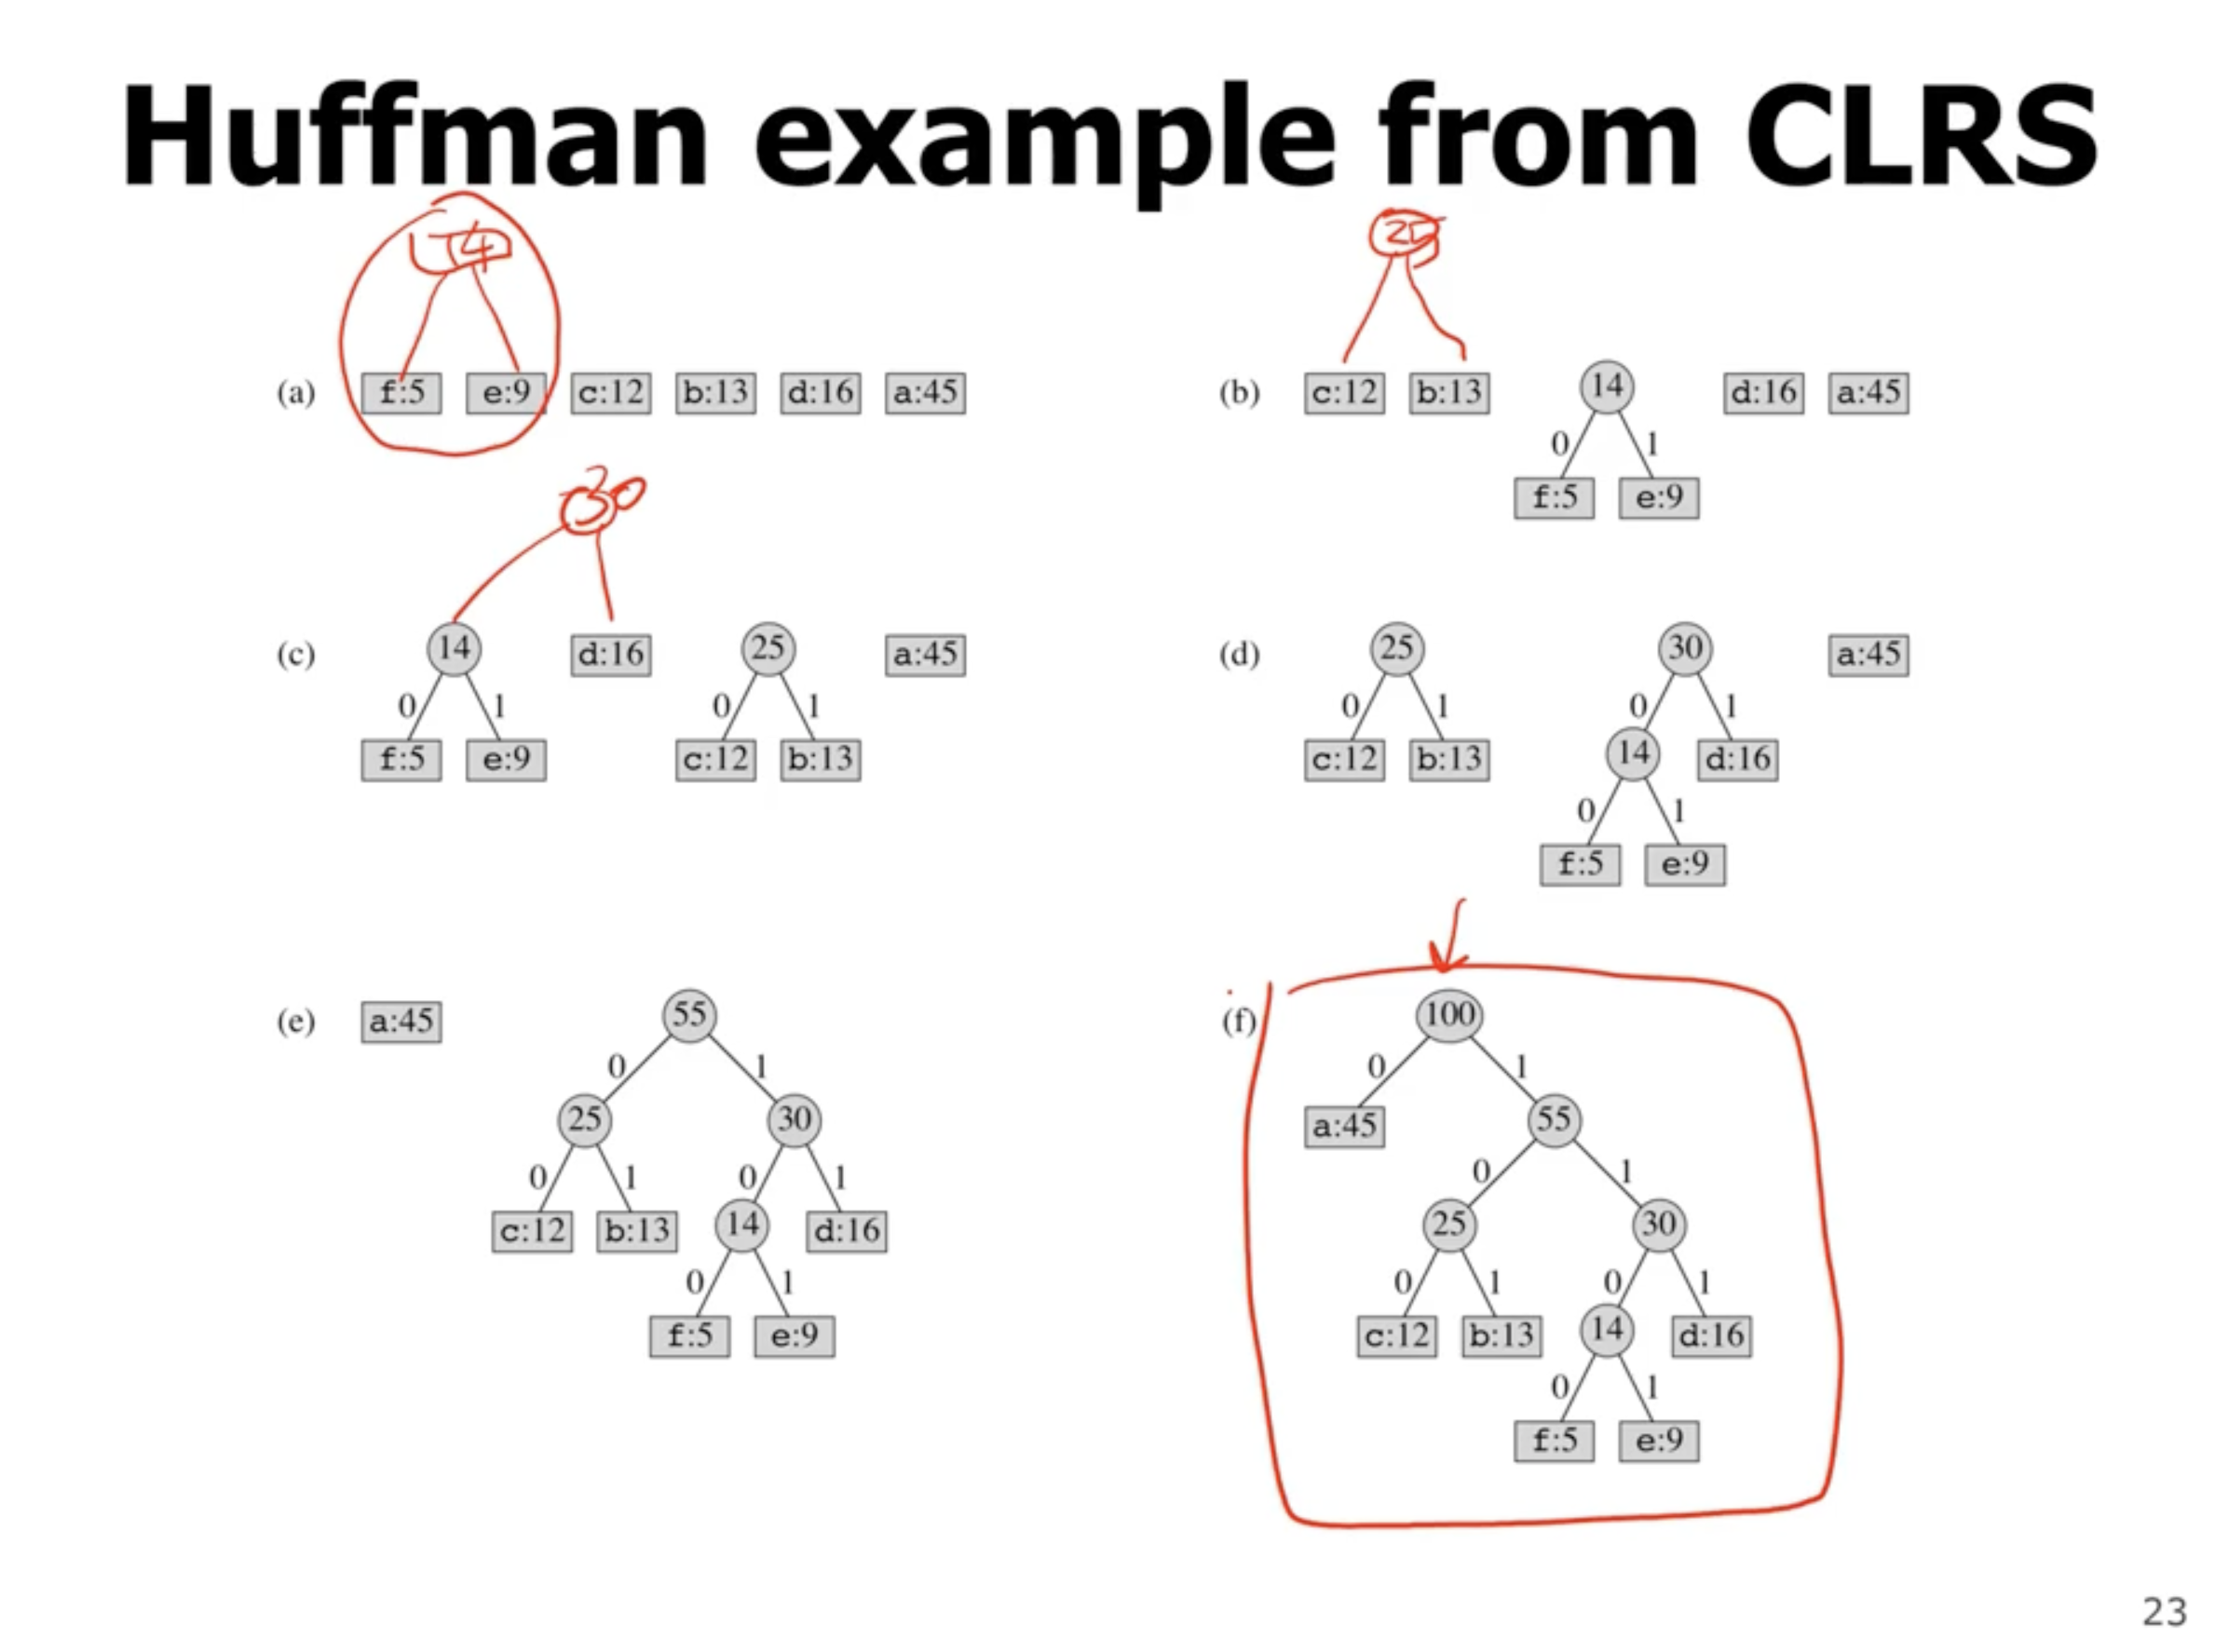 Huffman example from CLRS
14
25
(a) f:5 e:9 c:12 b:13 d:16 a:45
(b) c:12 b:13 14 d:16 a:45
0 1
f:5 e:9
30
(c) 14 d:16 25 a:45
0 1 0 1
f:5 e:9 c:12 b:13
(d) 25 30 a:45
0 1 0 1
c:12 b:13 14 d:16
0 1
f:5 e:9
(e) a:45 55
0 1
25 30
0 1 0 1
c:12 b:13 14 d:16
0 1
f:5 e:9
(f) 100
0 1
a:45 55
0 1
25 30
0 1 0 1
c:12 b:13 14 d:16
0 1
f:5 e:9
23